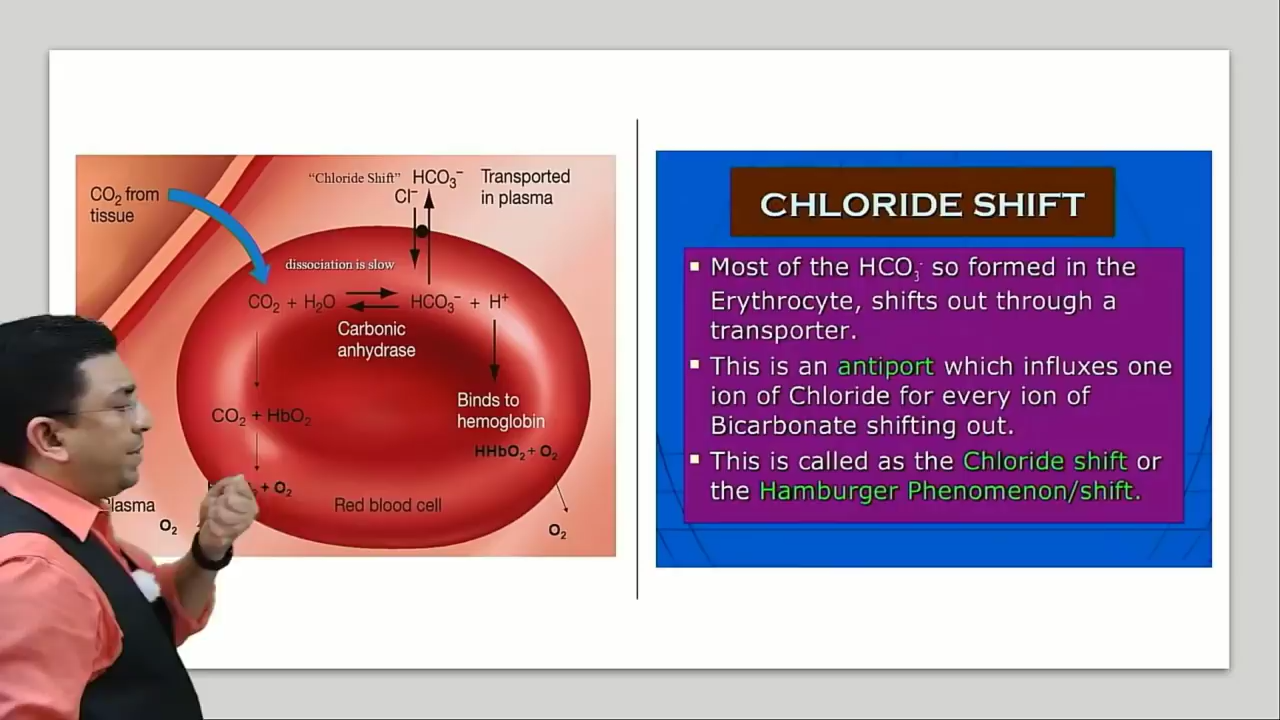 "Chloride Shift" HCO₃⁻
Cl⁻
Transported
in plasma
CO₂ from
tissue
dissociation is slow
CO₂ + H₂O
HCO₃⁻ + H⁺
Carbonic
anhydrase
CO₂ + HbO₂
Binds to
hemoglobin
HHbO₂ + O₂
+ O₂
Red blood cell
O₂
O₂
CHLORIDE SHIFT
▪ Most of the HCO₃⁻ so formed in the
Erythrocyte, shifts out through a
transporter.
▪ This is an antiport which influxes one
ion of Chloride for every ion of
Bicarbonate shifting out.
▪ This is called as the Chloride shift or
the Hamburger Phenomenon/shift.